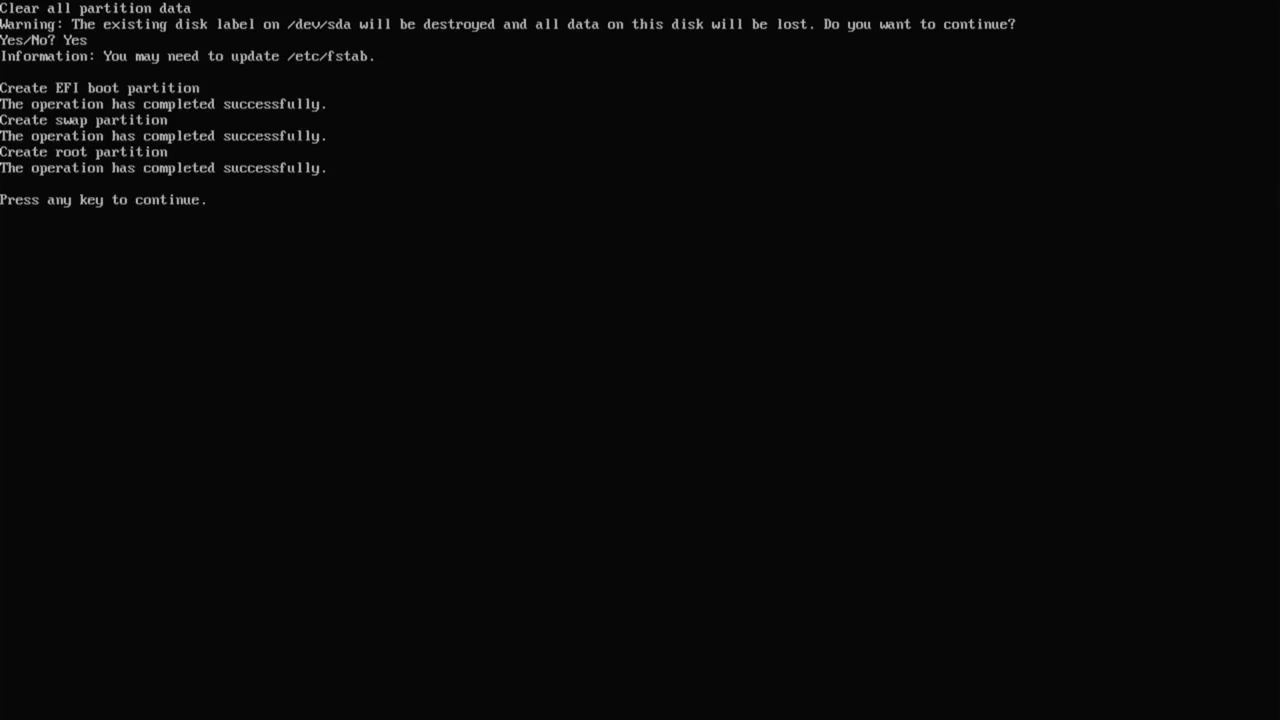 Clear all partition data
Warning: The existing disk label on /dev/sda will be destroyed and all data on this disk will be lost. Do you want to continue?
Yes/No? Yes
Information: You may need to update /etc/fstab.
Create EFI boot partition
The operation has completed successfully.
Create swap partition
The operation has completed successfully.
Create root partition
The operation has completed successfully.
Press any key to continue.